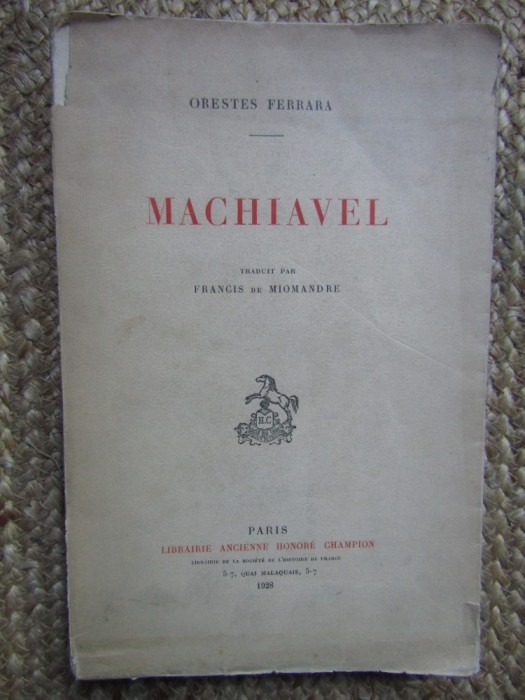 ORESTES FERRARA
MACHIAVEL
TRADUIT PAR
FRANCIS DE MIOMANDRE
H.C
PARIS
LIBRAIRIE ANCIENNE HONORÉ CHAMPION
LIBRAIRIE DE LA SOCIÉTÉ DE L'HISTOIRE DE FRANCE
5-7, QUAI MALAQUAIS, 5-7
1928